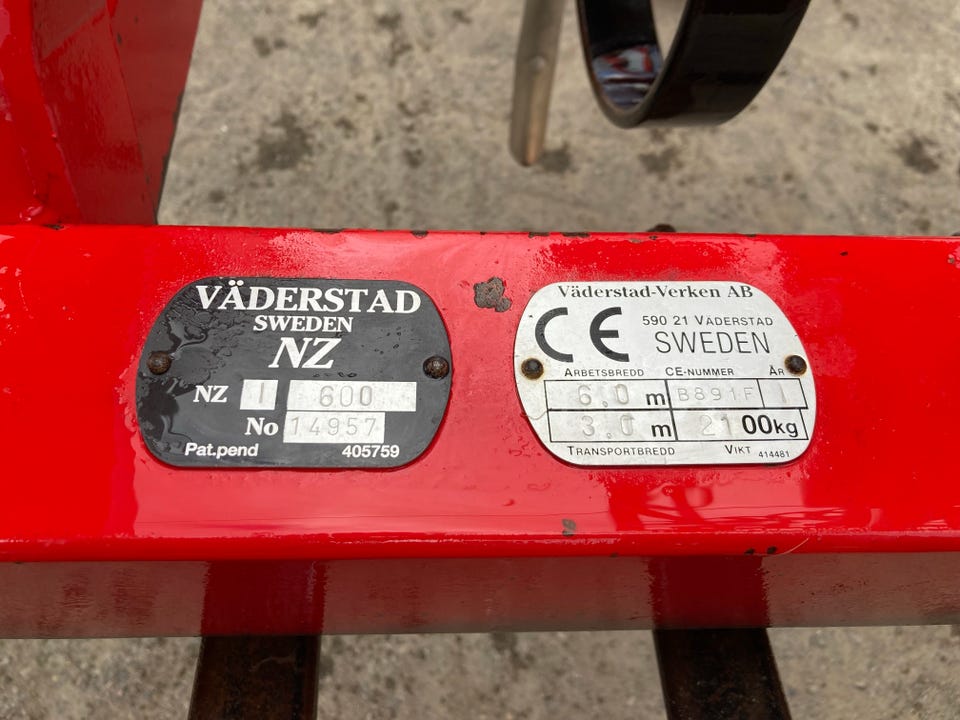 VÄDERSTAD
SWEDEN
NZ
NZ I 600
No 14957
Pat.pend 405759
Väderstad-Verken AB
CE 590 21 VÄDERSTAD
SWEDEN
ARBETSBREDD CE-NUMMER ÅR
6,0 m B891F 1
3,0 m 2100kg
TRANSPORTBREDD VIKT 414481